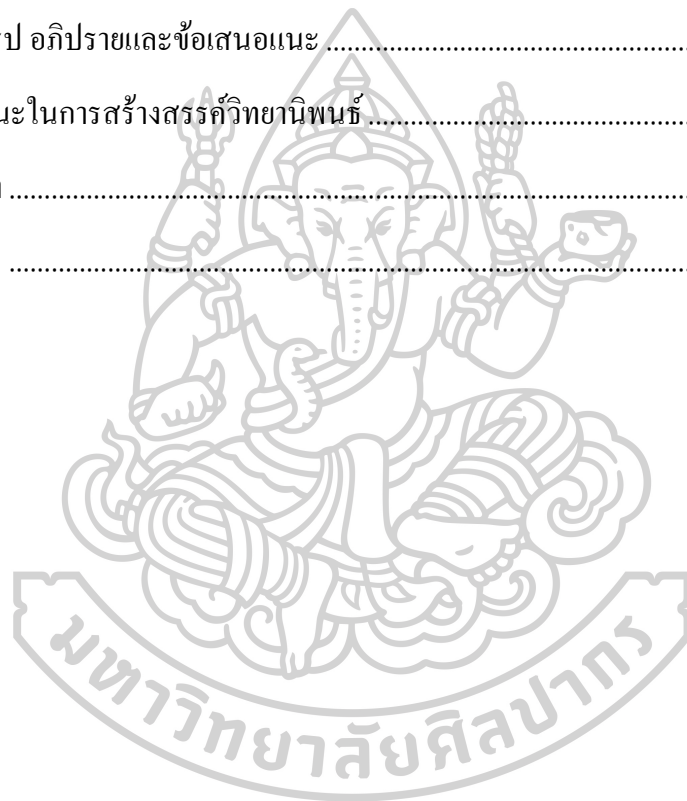 รุป อภิปรายและข้อเสนอแนะ ................................................................
นะในการสร้างสรรค์วิทยานิพนธ์ .........................................................
................................................................................................................
................................................................................................................
มหาวิทยาลัยศิลปากร